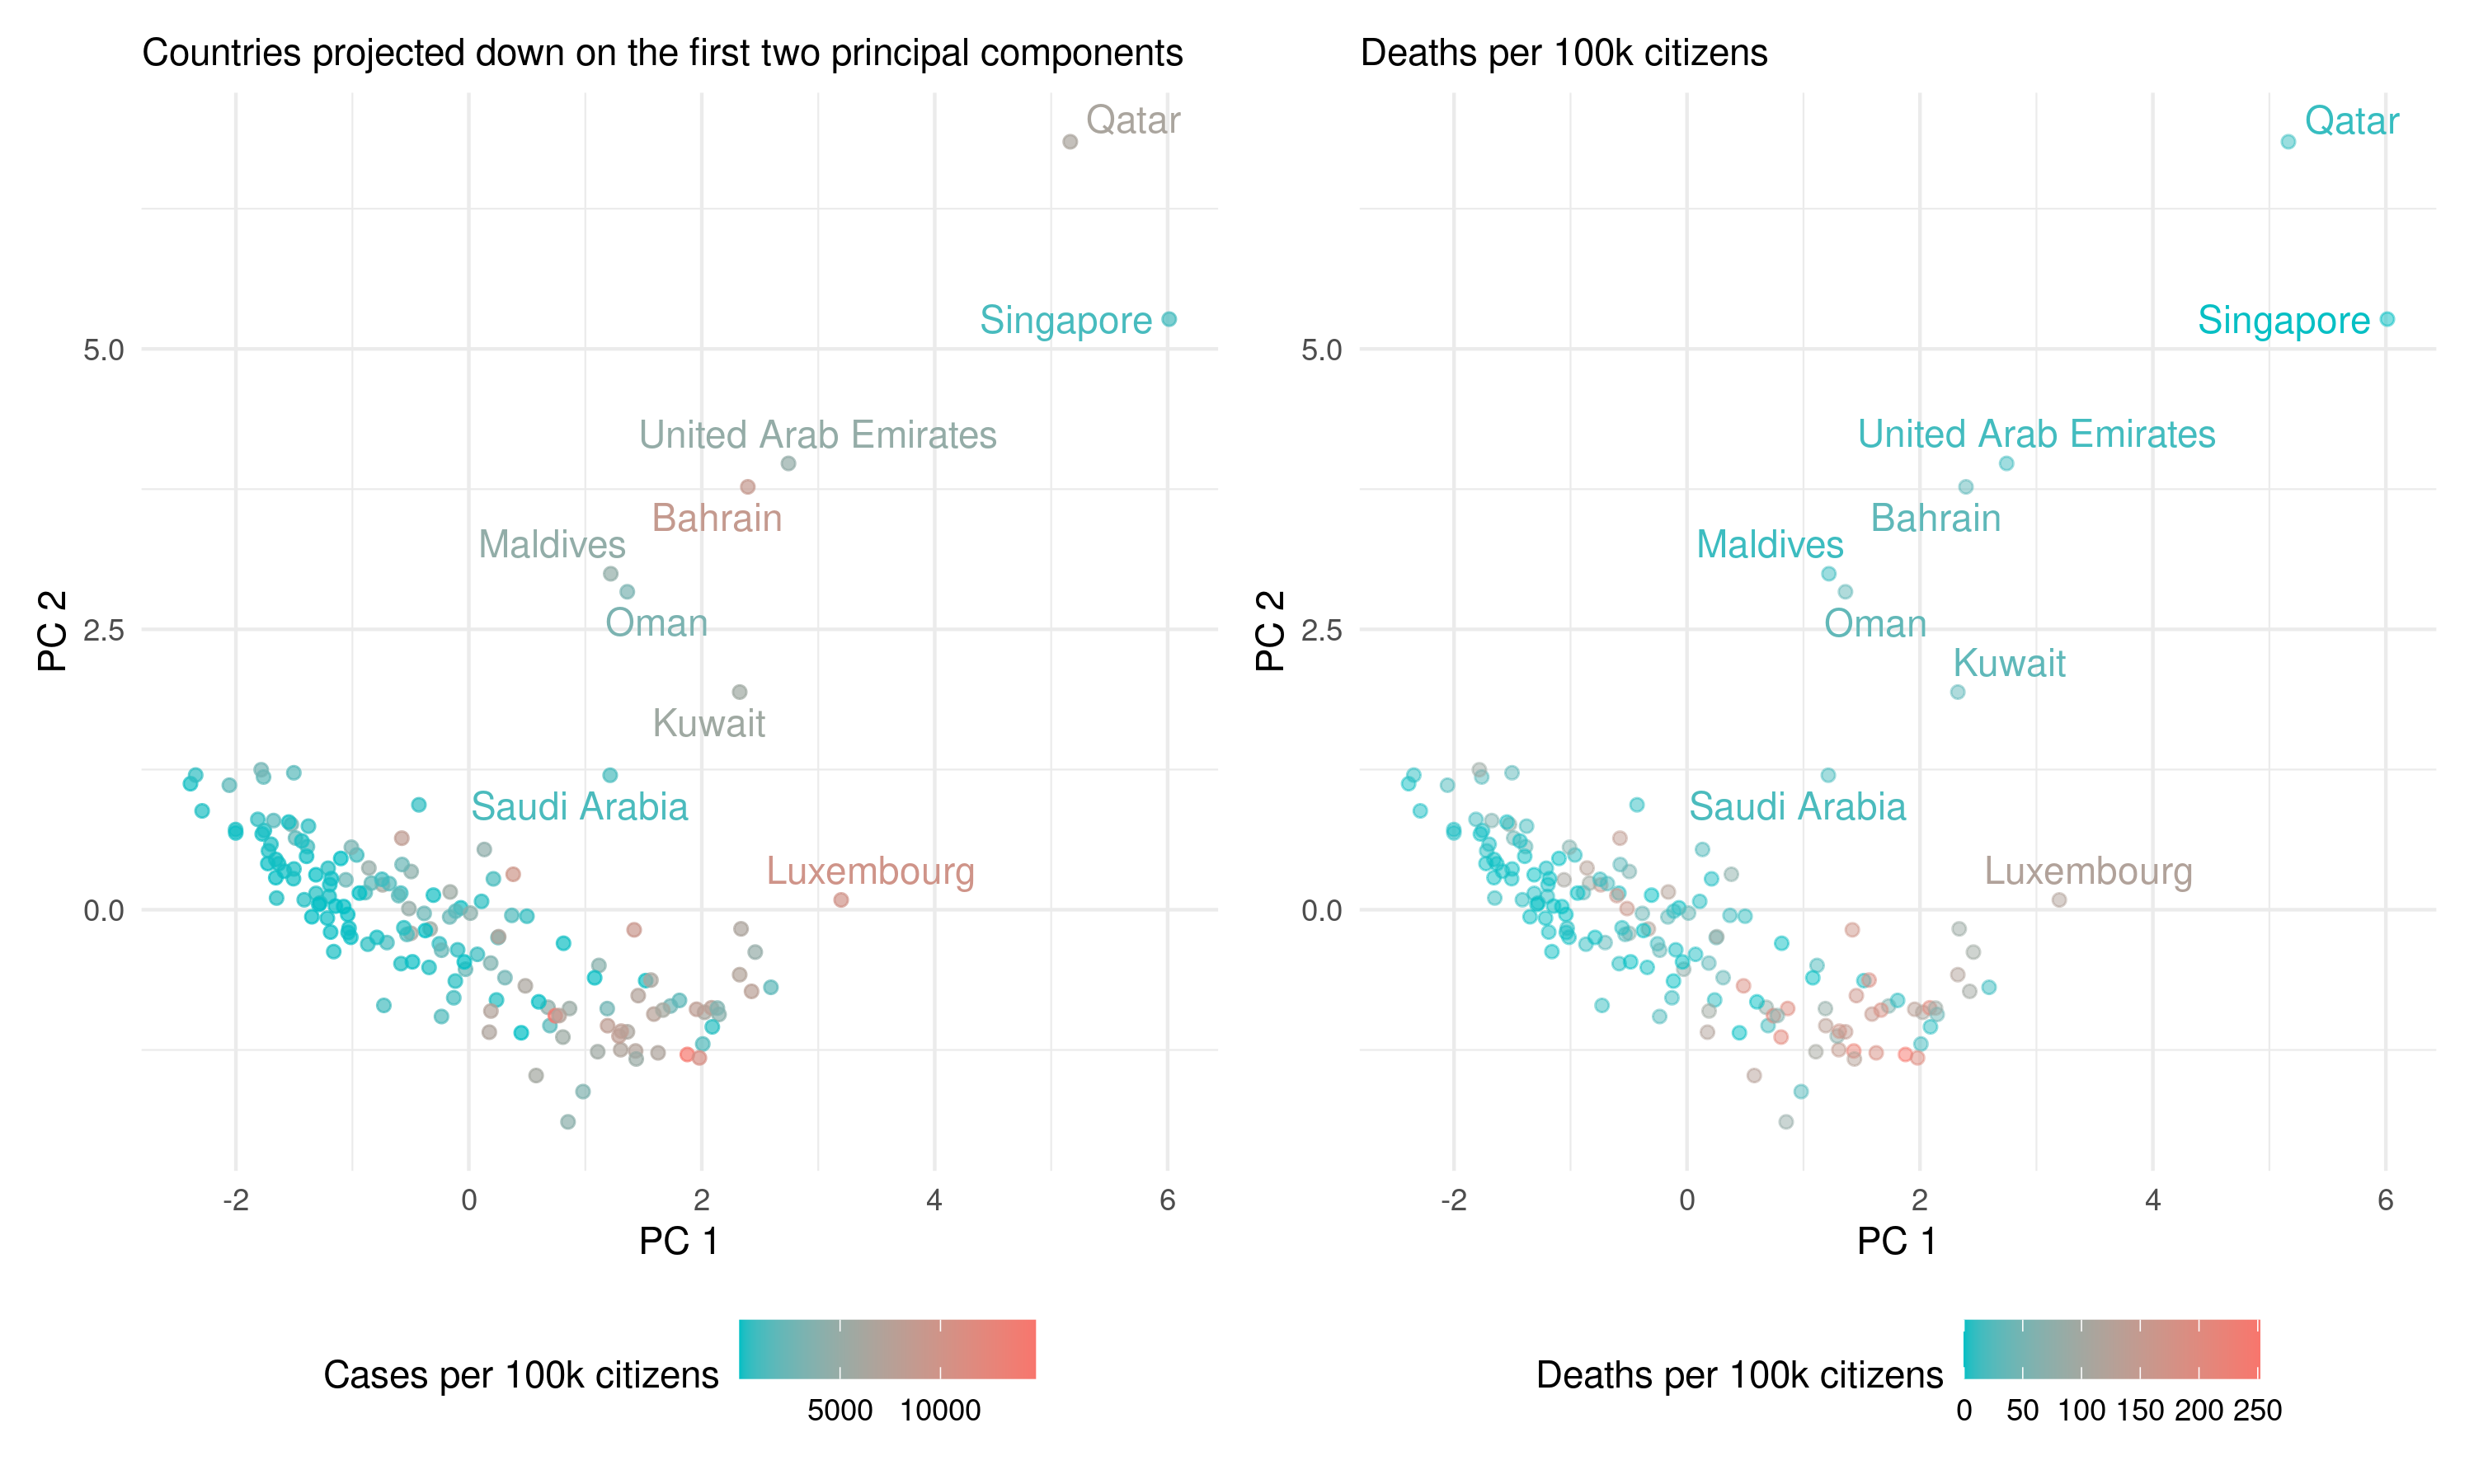 Countries projected down on the first two principal components
Qatar
Singapore
5.0
United Arab Emirates
Bahrain
Maldives
Oman
2.5
PC 2
Kuwait
Saudi Arabia
Luxembourg
0.0
-2 0 2 4 6
PC 1
Cases per 100k citizens
5000 10000
Deaths per 100k citizens
Qatar
Singapore
5.0
United Arab Emirates
Bahrain
Maldives
Oman
2.5
PC 2
Kuwait
Saudi Arabia
Luxembourg
0.0
-2 0 2 4 6
PC 1
Deaths per 100k citizens
0 50 100 150 200 250